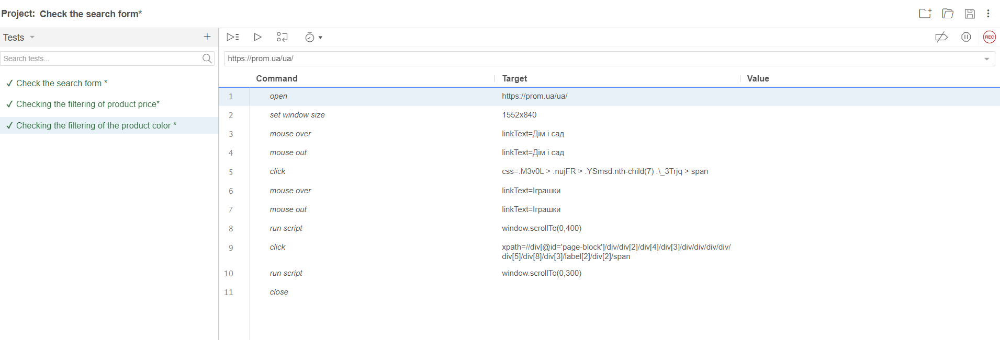 Project: Check the search form*
Tests
Search tests...
✓ Check the search form *
✓ Checking the filtering of product price*
✓ Checking the filtering of the product color *
REC
https://prom.ua/ua/
Command Target Value
1 open https://prom.ua/ua/
2 set window size 1552x840
3 mouse over linkText=Дім і сад
4 mouse out linkText=Дім і сад
5 click css=.M3v0L > .nujFR > .YSmsd:nth-child(7) .\_3Trjq > span
6 mouse over linkText=Іграшки
7 mouse out linkText=Іграшки
8 run script window.scrollTo(0,400)
9 click xpath=//div[@id='page-block']/div/div[2]/div[4]/div[3]/div/div/div/div/
div[5]/div[8]/div[3]/label[2]/div[2]/span
10 run script window.scrollTo(0,300)
11 close